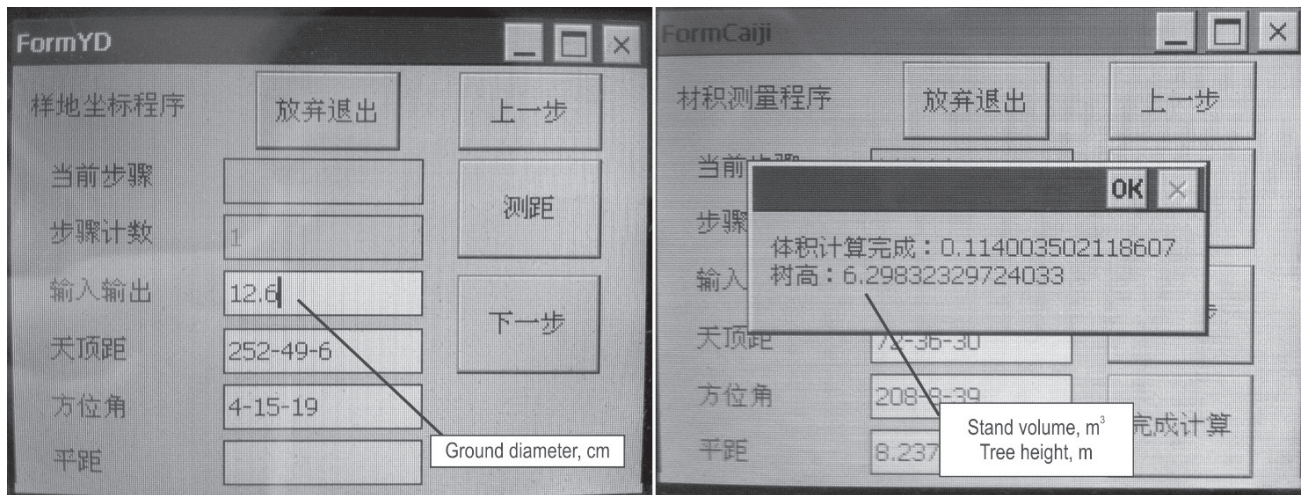 FormYD
样地坐标程序
放弃退出
上一步
当前步骤
测距
步骤计数
1
输入输出
12.6
下一步
天顶距
252-49-6
方位角
4-15-19
平距
Ground diameter, cm
FormCaiji
材积测量程序
放弃退出
上一步
当前
OK
步骤
体积计算完成：0.114003502118607
树高：6.29832329724033
输入
天顶距
72-36-30
方位角
208-8-39
Stand volume, m³
Tree height, m
完成计算
平距
8.237